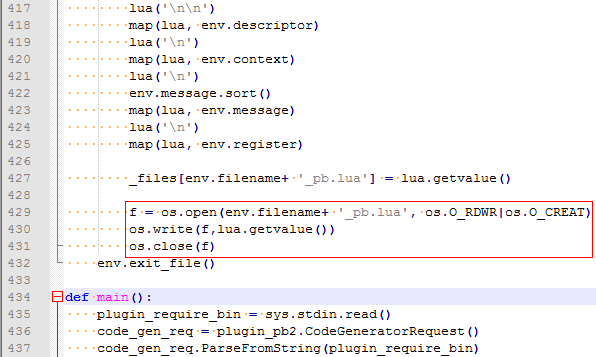 417 lua('\n\n')
418 map(lua, env.descriptor)
419 lua('\n')
420 map(lua, env.context)
421 lua('\n')
422 env.message.sort()
423 map(lua, env.message)
424 lua('\n')
425 map(lua, env.register)
426
427 _files[env.filename+ '_pb.lua'] = lua.getvalue()
428
429 f = os.open(env.filename+ '_pb.lua', os.O_RDWR|os.O_CREAT)
430 os.write(f,lua.getvalue())
431 os.close(f)
432 env.exit_file()
433
434 def main():
435 plugin_require_bin = sys.stdin.read()
436 code_gen_req = plugin_pb2.CodeGeneratorRequest()
437 code_gen_req.ParseFromString(plugin_require_bin)